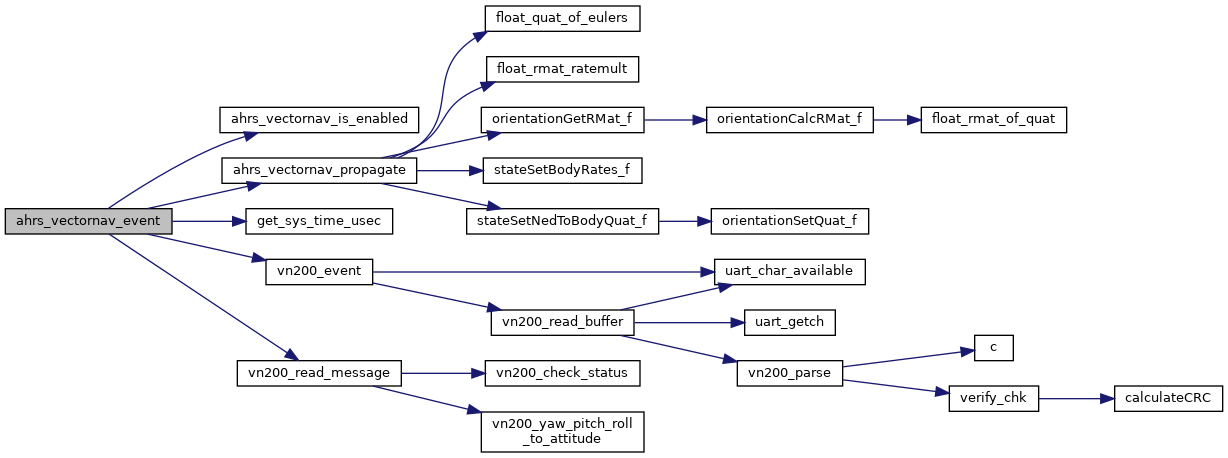 float_quat_of_eulers
float_rmat_ratemult
ahrs_vectornav_is_enabled
orientationGetRMat_f
orientationCalcRMat_f
float_rmat_of_quat
ahrs_vectornav_propagate
stateSetBodyRates_f
ahrs_vectornav_event
get_sys_time_usec
stateSetNedToBodyQuat_f
orientationSetQuat_f
vn200_event
uart_char_available
vn200_read_buffer
uart_getch
c
vn200_read_message
vn200_check_status
vn200_parse
verify_chk
calculateCRC
vn200_yaw_pitch_roll
_to_attitude